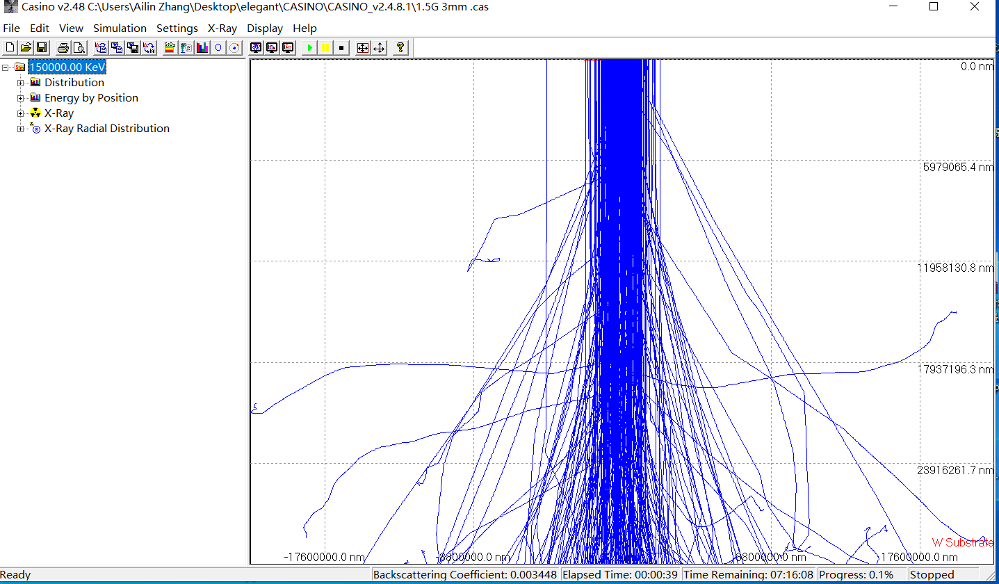 Casino v2.48 C:\Users\Ailin Zhang\Desktop\elegant\CASINO\CASINO_v2.4.8.1\1.5G 3mm .cas
File Edit View Simulation Settings X-Ray Display Help
150000.00 KeV
Distribution
Energy by Position
X-Ray
X-Ray Radial Distribution
0.0 nm
5979065.4 nm
11958130.8 nm
17937196.3 nm
23916261.7 nm
W Substrate
-17600000.0 nm -8800000.0 nm 8800000.0 nm 17600000.0 nm
Ready Backscattering Coefficient: 0.003448 Elapsed Time: 00:00:39 Time Remaining: 07:16:08 Progress: 0.1% Stopped